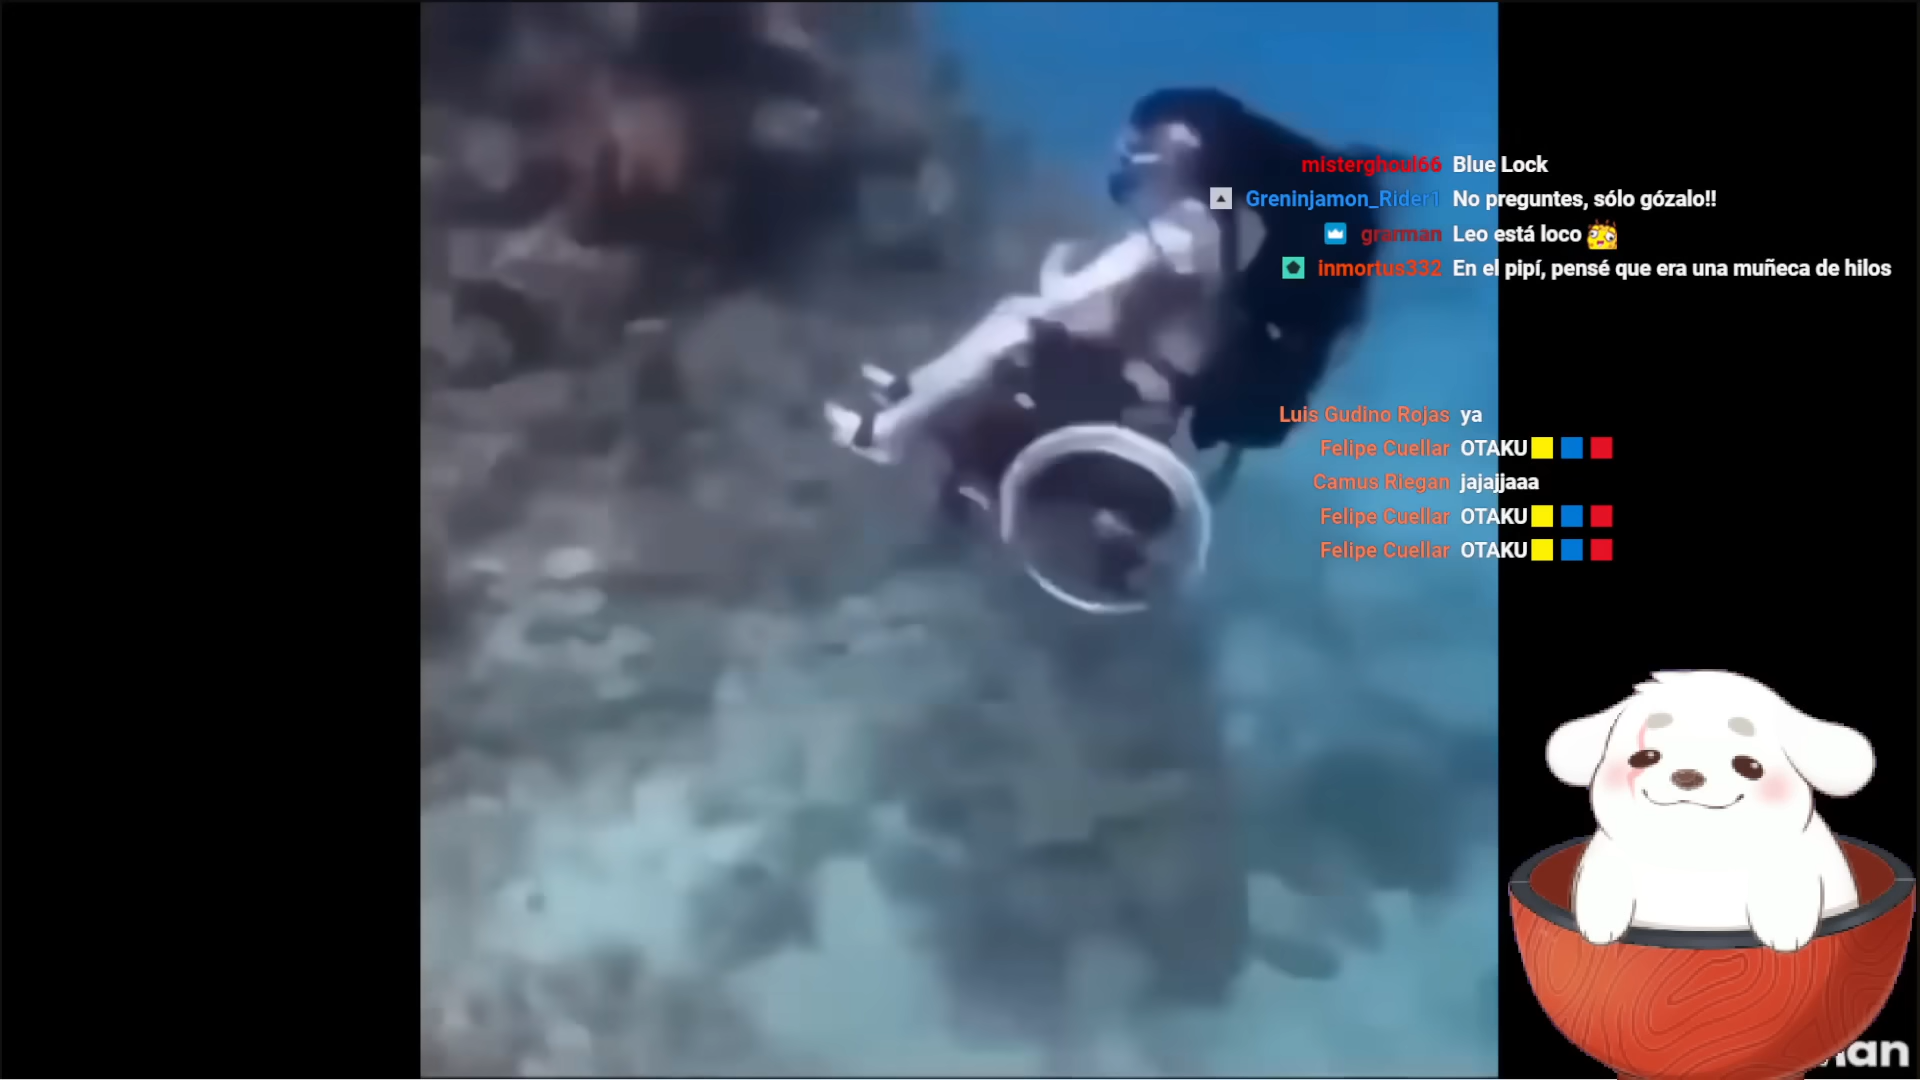 misterghoul66 Blue Lock
Greninjamon_Rider1 No preguntes, sólo gózalo!!
grarman Leo está loco
inmortus332 En el pipí, pensé que era una muñeca de hilos
Luis Gudino Rojas ya
Felipe Cuellar OTAKU
Camus Riegan jajajjaaa
Felipe Cuellar OTAKU
Felipe Cuellar OTAKU